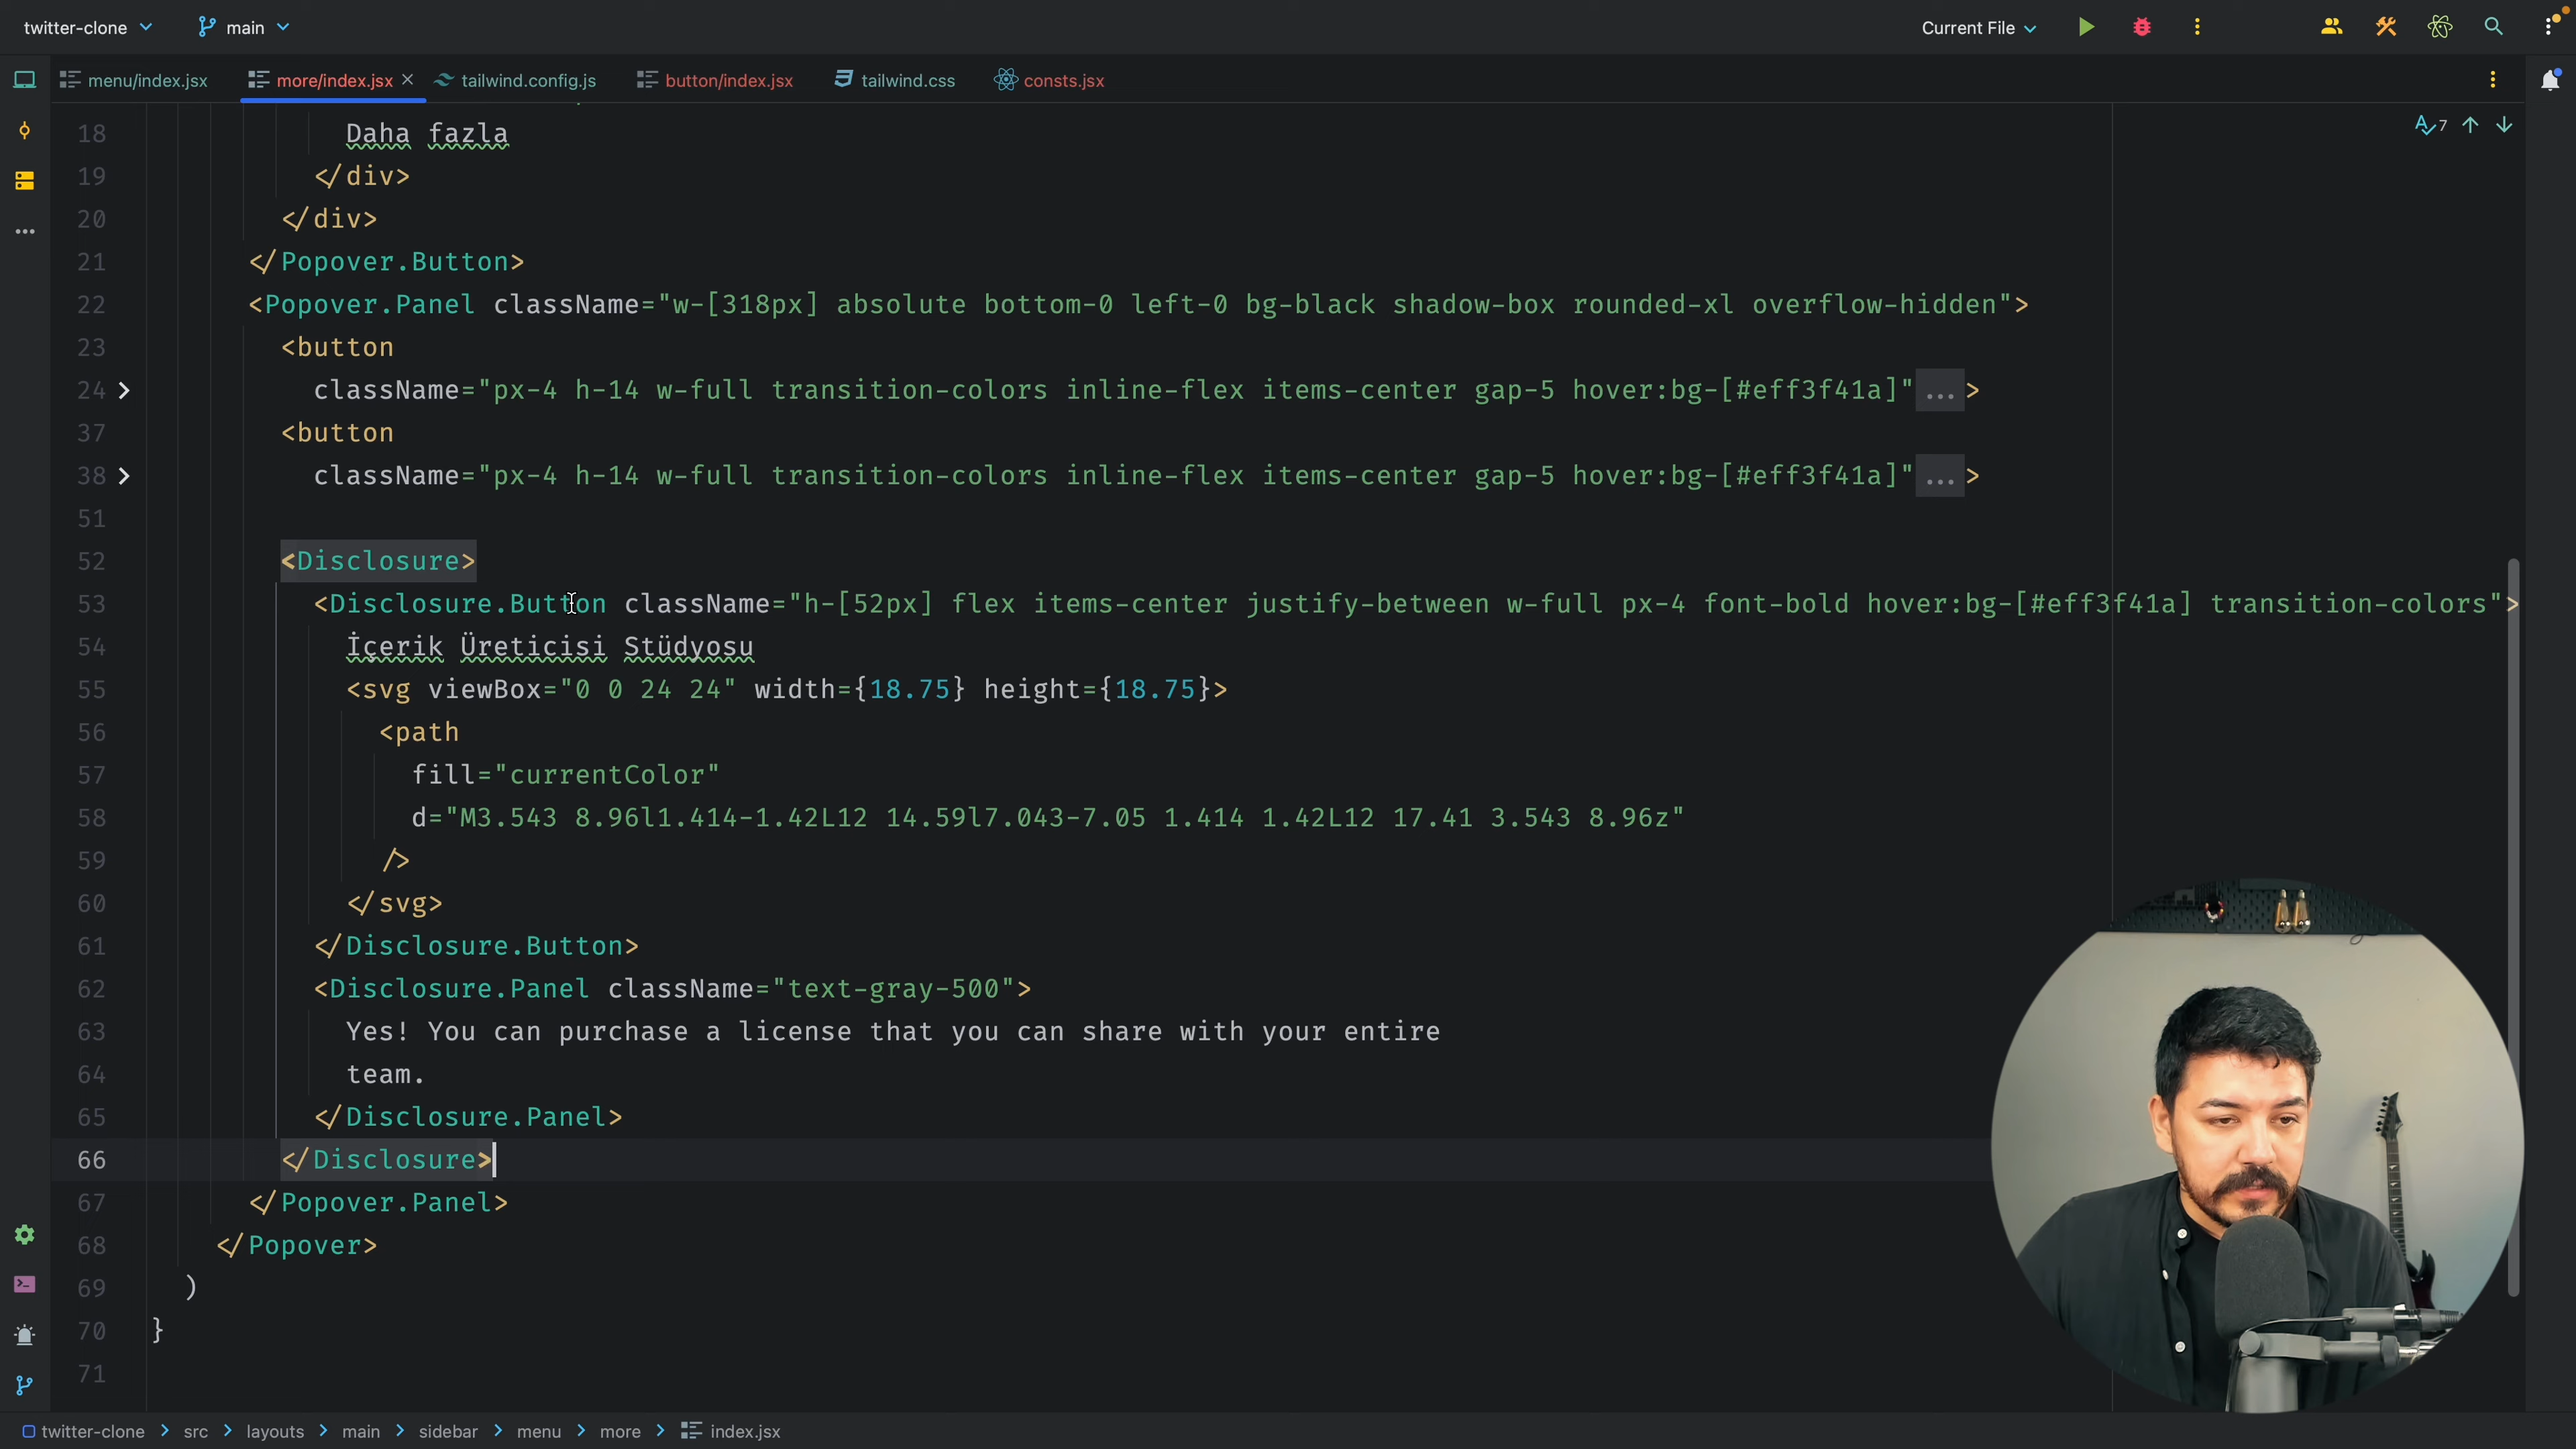 twitter-clone main Current File
menu/index.jsx more/index.jsx tailwind.config.js button/index.jsx tailwind.css consts.jsx
7
18 Daha fazla
19 </div>
20 </div>
21 </Popover.Button>
22 <Popover.Panel className="w-[318px] absolute bottom-0 left-0 bg-black shadow-box rounded-xl overflow-hidden">
23 <button
24 className="px-4 h-14 w-full transition-colors inline-flex items-center gap-5 hover:bg-[#eff3f41a]"...>
37 <button
38 className="px-4 h-14 w-full transition-colors inline-flex items-center gap-5 hover:bg-[#eff3f41a]"...>
51
52 <Disclosure>
53 <Disclosure.Button className="h-[52px] flex items-center justify-between w-full px-4 font-bold hover:bg-[#eff3f41a] transition-colors">
54 İçerik Üreticisi Stüdyosu
55 <svg viewBox="0 0 24 24" width={18.75} height={18.75}>
56 <path
57 fill="currentColor"
58 d="M3.543 8.96l1.414-1.42L12 14.59l7.043-7.05 1.414 1.42L12 17.41 3.543 8.96z"
59 />
60 </svg>
61 </Disclosure.Button>
62 <Disclosure.Panel className="text-gray-500">
63 Yes! You can purchase a license that you can share with your entire
64 team.
65 </Disclosure.Panel>
66 </Disclosure>
67 </Popover.Panel>
68 </Popover>
69 )
70 }
71
twitter-clone > src > layouts > main > sidebar > menu > more > index.jsx